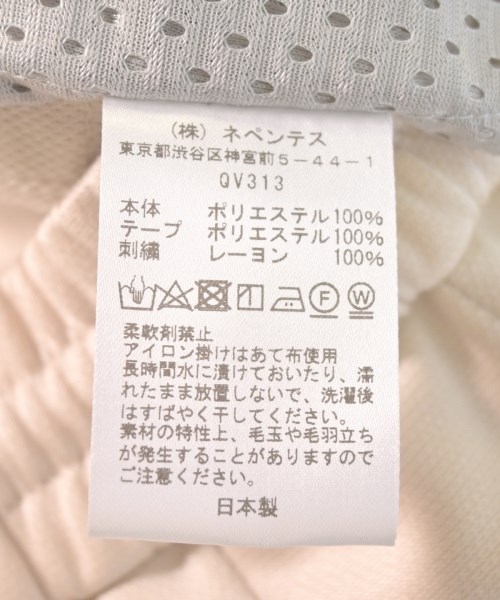 （株）ネペンテス
東京都渋谷区神宮前5－44－1
QV313
本体 ポリエステル100%
テープ ポリエステル100%
刺繍 レーヨン 100%
F W
柔軟剤禁止
アイロン掛けはあて布使用
長時間水に漬けておいたり、濡
れたまま放置しないで、洗濯後
はすばやく干してください。
素材の特性上、毛玉や毛羽立ち
が発生することがありますので
ご注意ください。
日本製